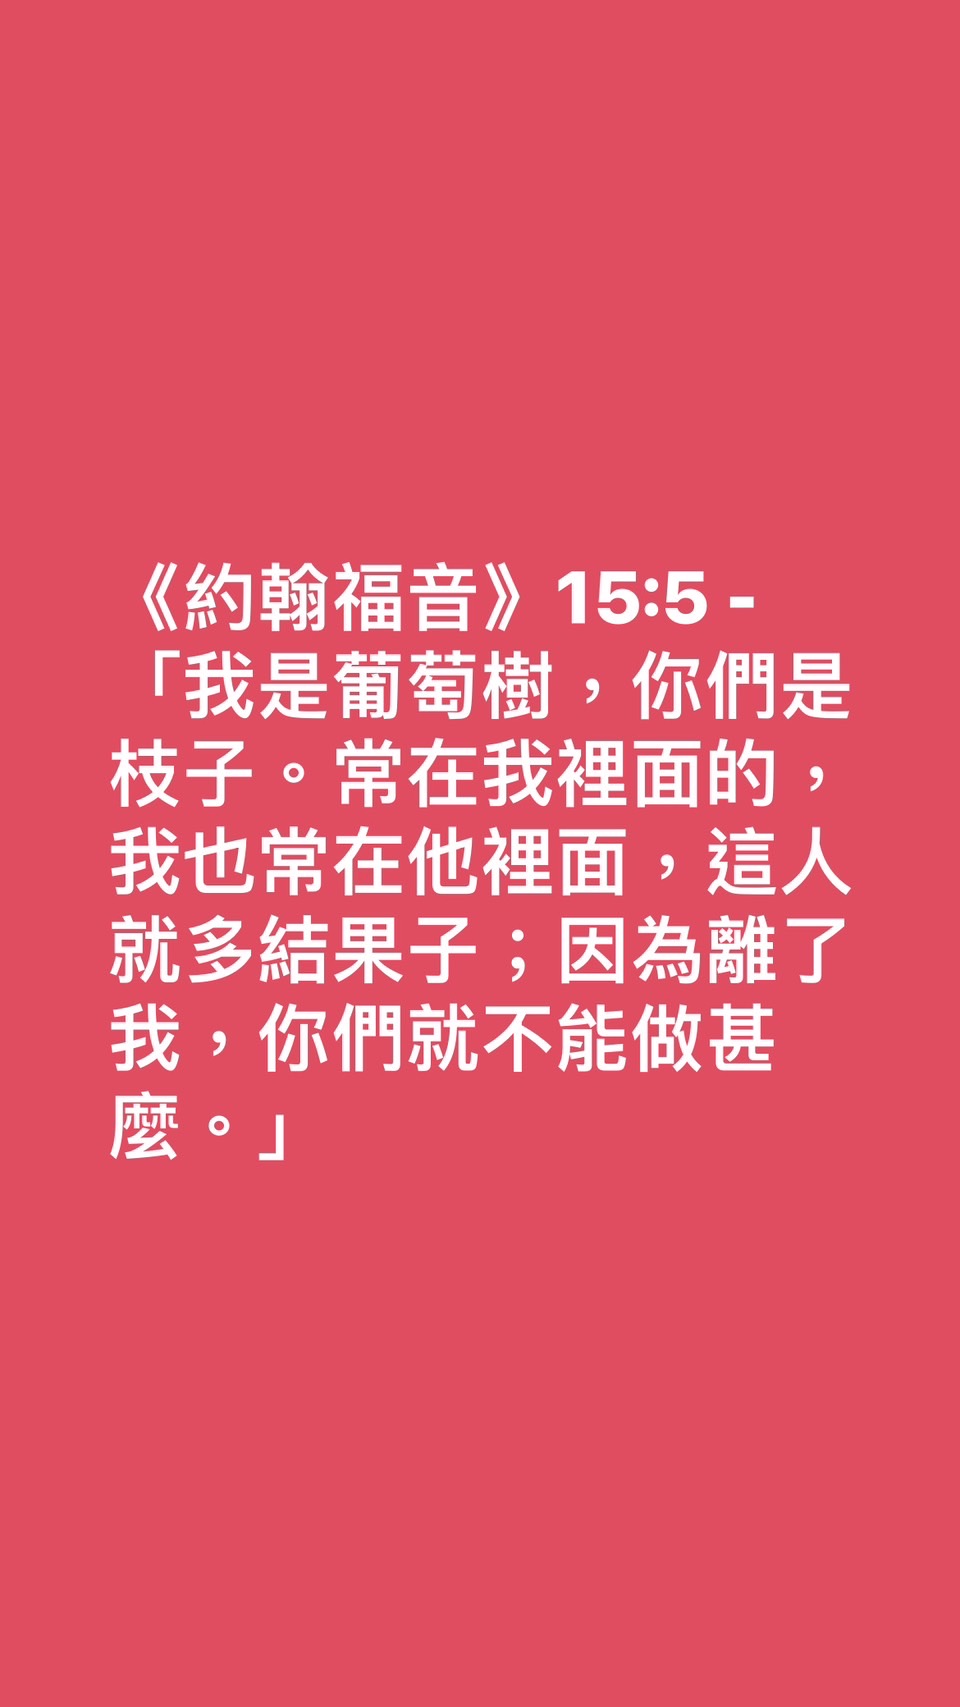 《約翰福音》15:5 -
「我是葡萄樹，你們是
枝子。常在我裡面的，
我也常在他裡面，這人
就多結果子；因為離了
我，你們就不能做甚
麼。」